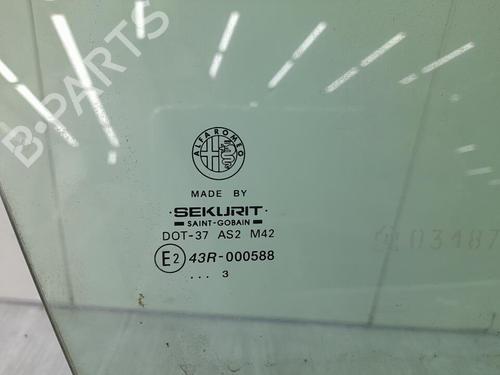 B-PARTS
ALFA ROMEO
MADE BY
·SEKURIT·
SAINT-GOBAIN
DOT-37 AS2 M42
E2 43R-000588
... 3